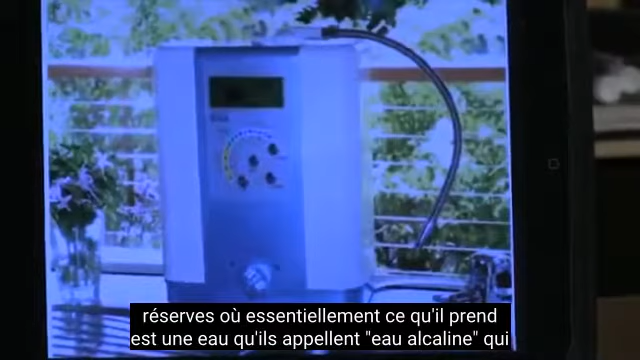 réserves où essentiellement ce qu'il prend
est une eau qu'ils appellent "eau alcaline" qui